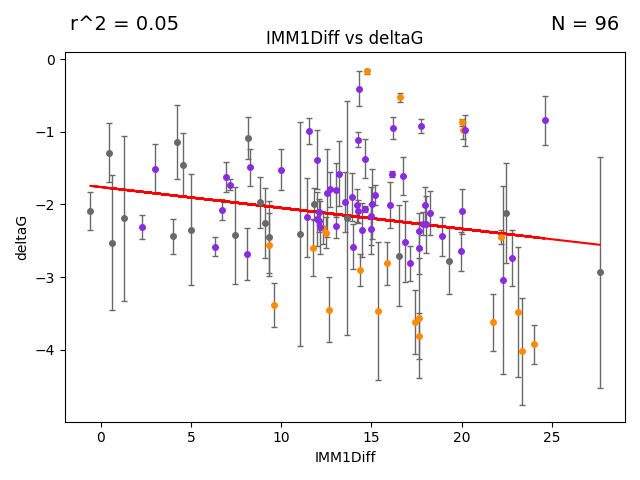 r^2 = 0.05
N = 96
IMM1Diff vs deltaG
0
−1
−2
−3
−4
deltaG
0 5 10 15 20 25
IMM1Diff